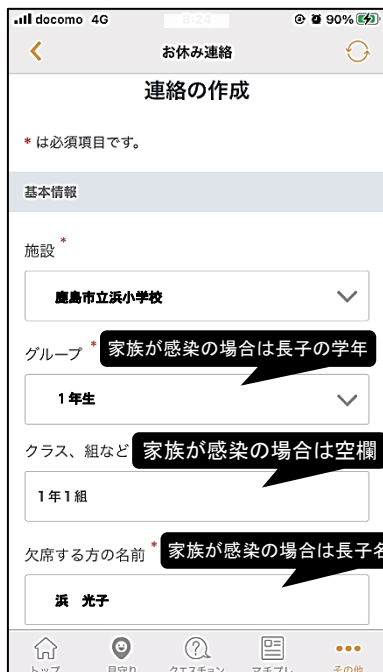 docomo 4G 8:24 90%
お休み連絡
連絡の作成
* は必須項目です。
基本情報
施設 *
鹿島市立浜小学校
グループ * 家族が感染の場合は長子の学年
1年生
クラス、組など 家族が感染の場合は空欄
1年1組
欠席する方の名前 * 家族が感染の場合は長子名
浜 光子
トップ 見守り クエスチョン マチプレ その他